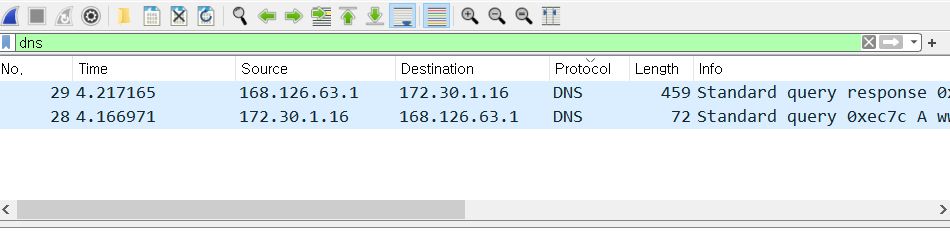 dns
No. Time Source Destination Protocol Length Info
29 4.217165 168.126.63.1 172.30.1.16 DNS 459 Standard query response 0x
28 4.166971 172.30.1.16 168.126.63.1 DNS 72 Standard query 0xec7c A ww